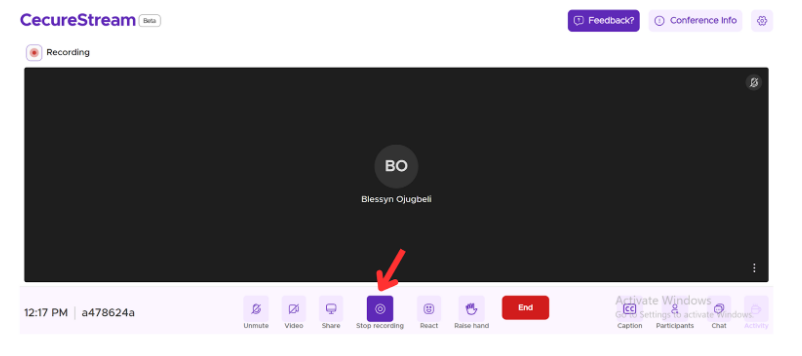 CecureStream Beta
Feedback? Conference Info
Recording
BO
Blessyn Ojugbeli
12:17 PM | a478624a
Unmute Video Share Stop recording React Raise hand End
Activate Windows
Go to Settings to activate Windows.
CC
Caption Participants Chat Activity